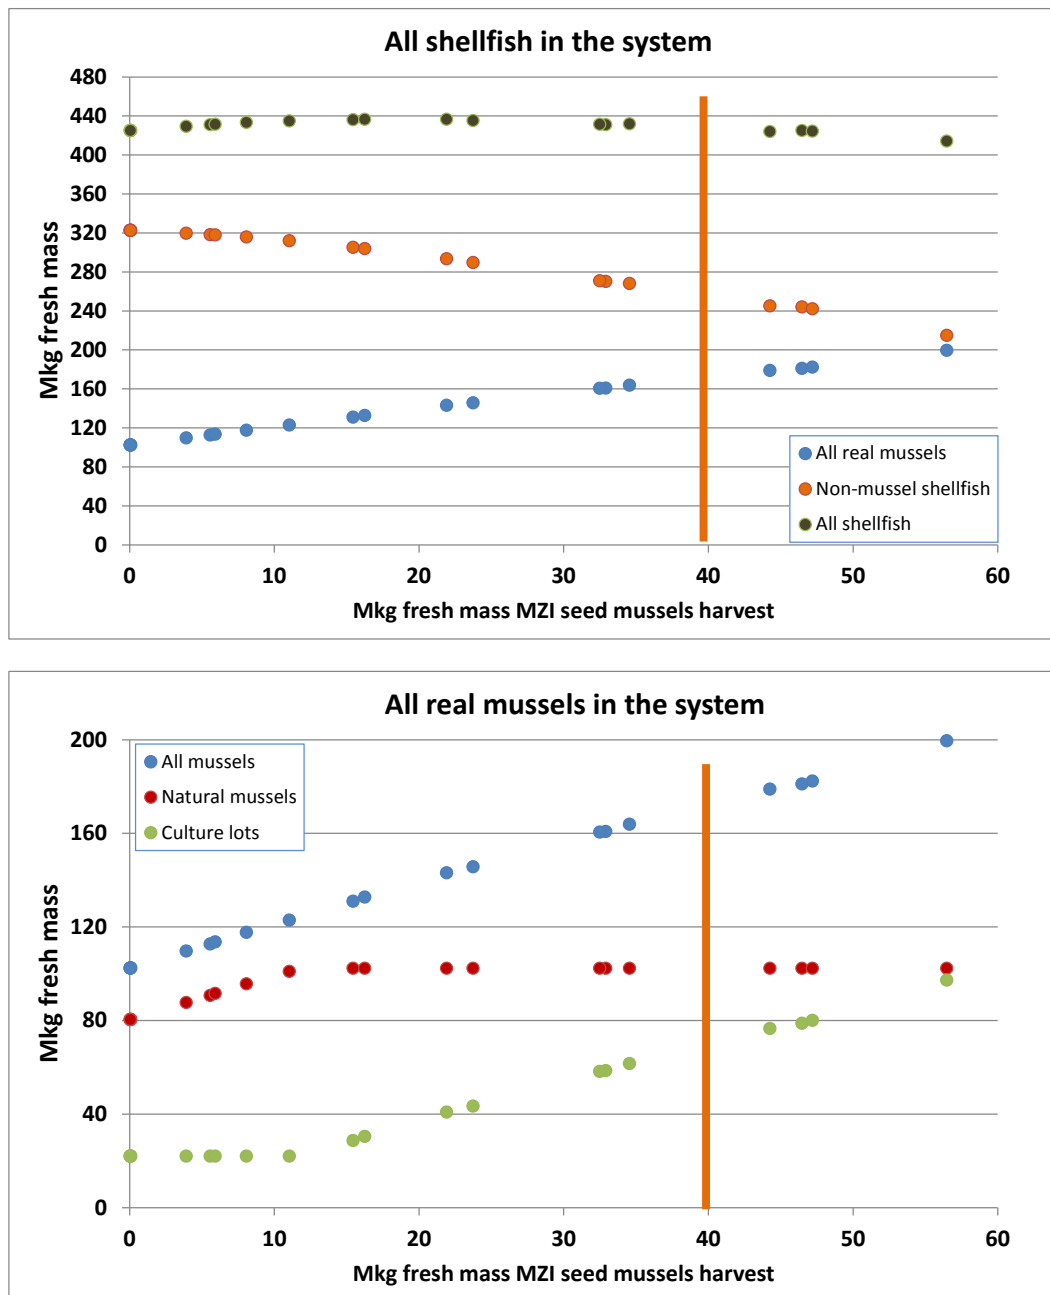 All shellfish in the system
480
440
400
360
320
280
240
200
160
120
80
40
0
Mkg fresh mass
All real mussels
Non-mussel shellfish
All shellfish
0 10 20 30 40 50 60
Mkg fresh mass MZI seed mussels harvest
All real mussels in the system
200
160
120
80
40
0
Mkg fresh mass
All mussels
Natural mussels
Culture lots
0 10 20 30 40 50 60
Mkg fresh mass MZI seed mussels harvest